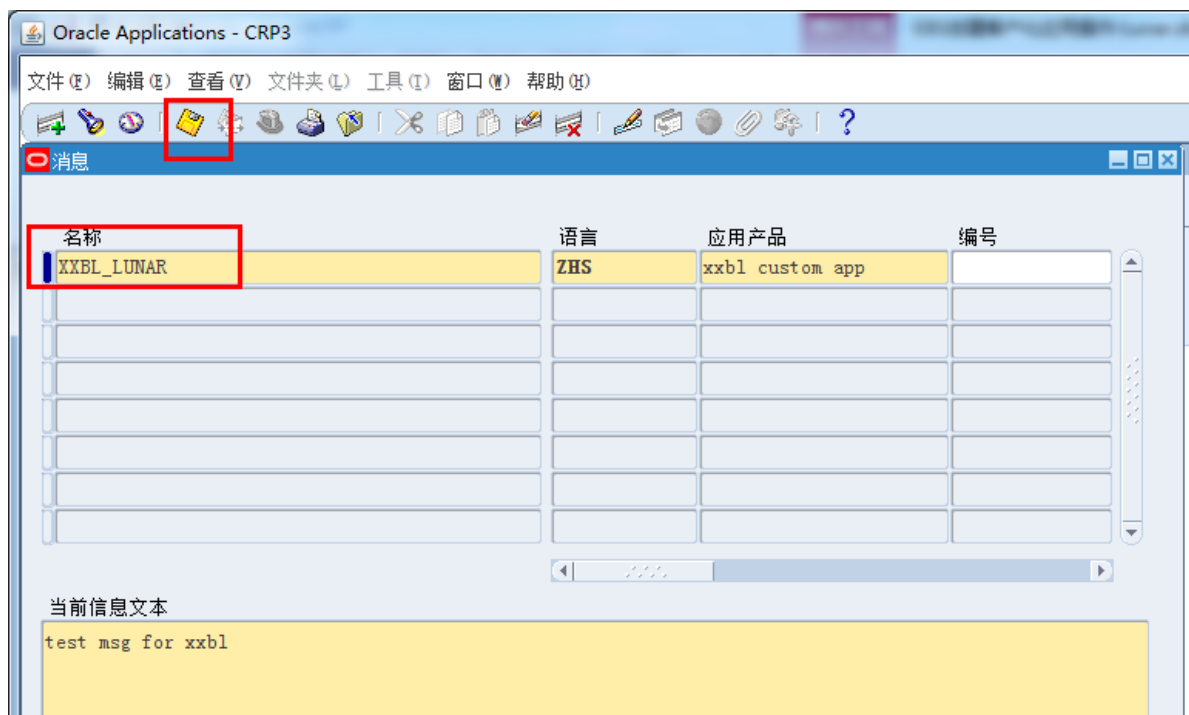 Oracle Applications - CRP3
文件(F) 编辑(E) 查看(V) 文件夹(L) 工具(T) 窗口(W) 帮助(H)
?
消息
名称 语言 应用产品 编号
XXBL_LUNAR ZHS xxbl custom app
当前信息文本
test msg for xxbl